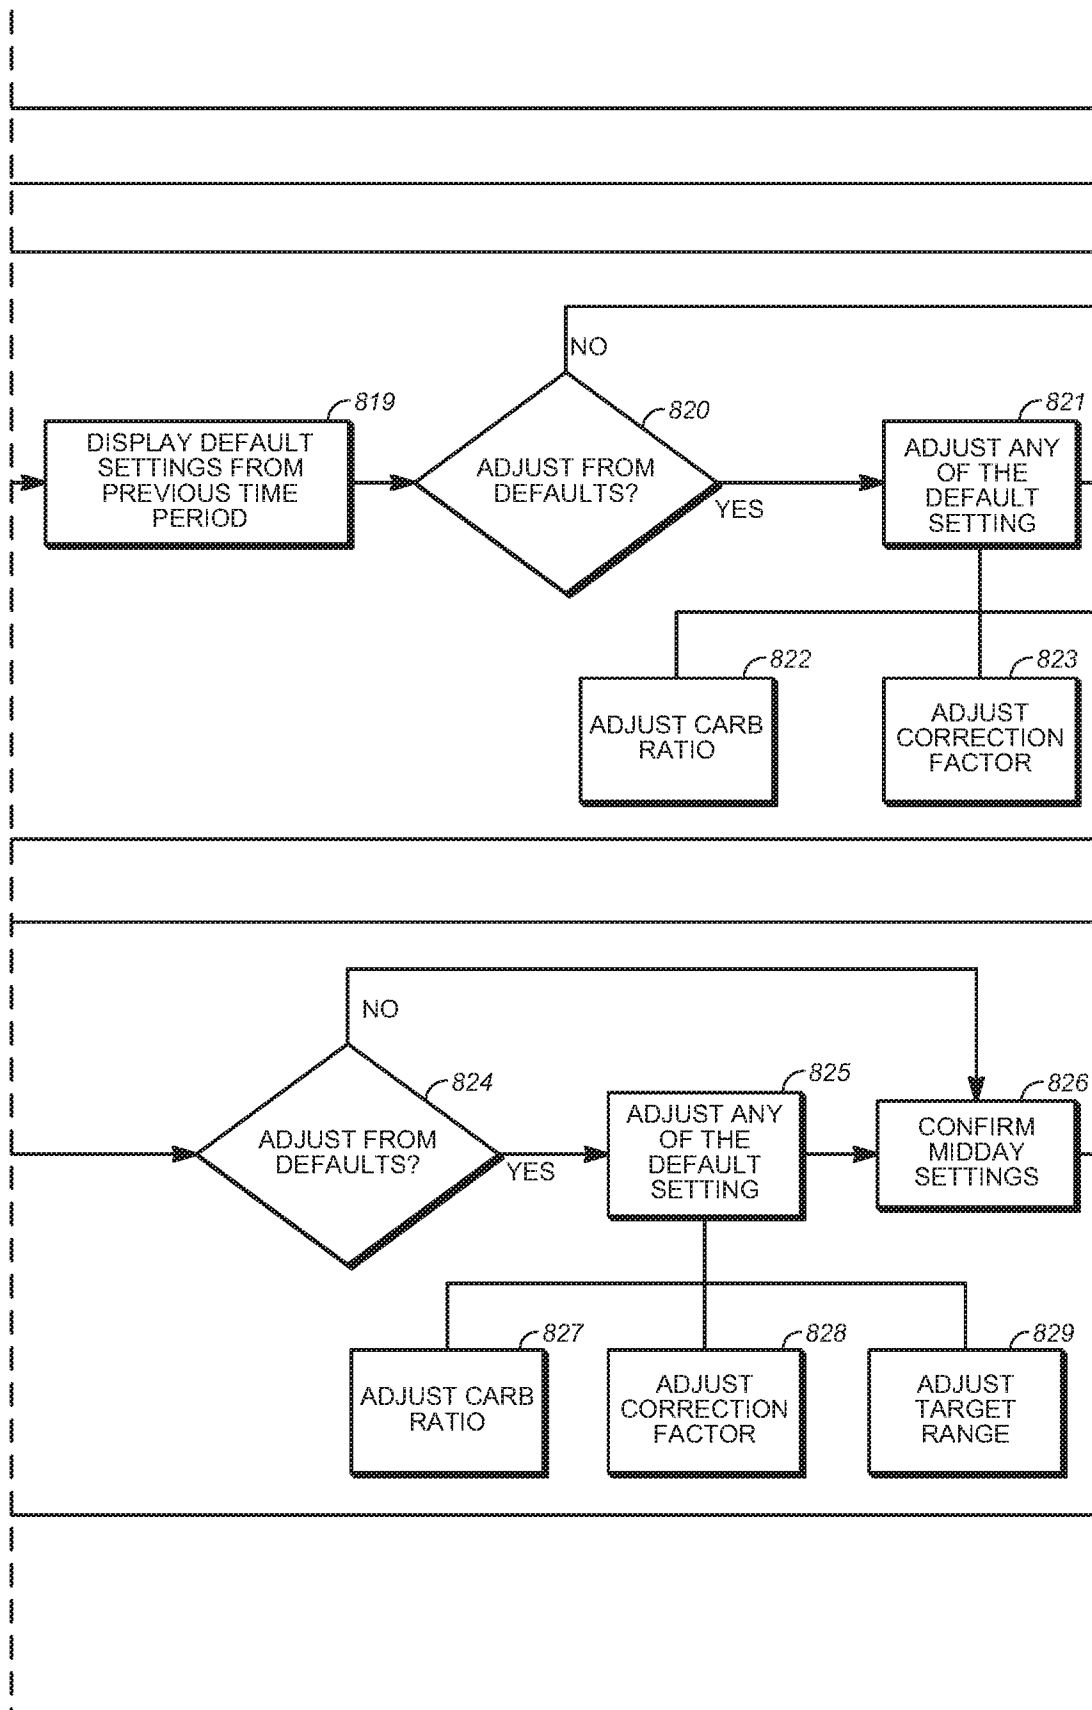 NO
819
820
821
DISPLAY DEFAULT
SETTINGS FROM
PREVIOUS TIME
PERIOD
ADJUST FROM
DEFAULTS?
YES
ADJUST ANY
OF THE
DEFAULT
SETTING
822
823
ADJUST CARB
RATIO
ADJUST
CORRECTION
FACTOR
NO
824
825
826
ADJUST FROM
DEFAULTS?
YES
ADJUST ANY
OF THE
DEFAULT
SETTING
CONFIRM
MIDDAY
SETTINGS
827
828
829
ADJUST CARB
RATIO
ADJUST
CORRECTION
FACTOR
ADJUST
TARGET
RANGE